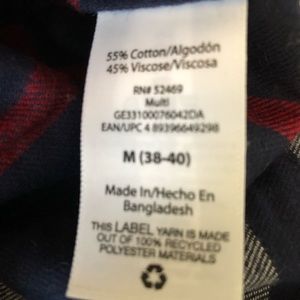 55% Cotton/Algodón
45% Viscose/Viscosa
RN# 52469
Multi
GE33100076042DA
EAN/UPC 4 89396649298
M (38-40)
Made In/Hecho En
Bangladesh
THIS LABEL YARN IS MADE
OUT OF 100% RECYCLED
POLYESTER MATERIALS